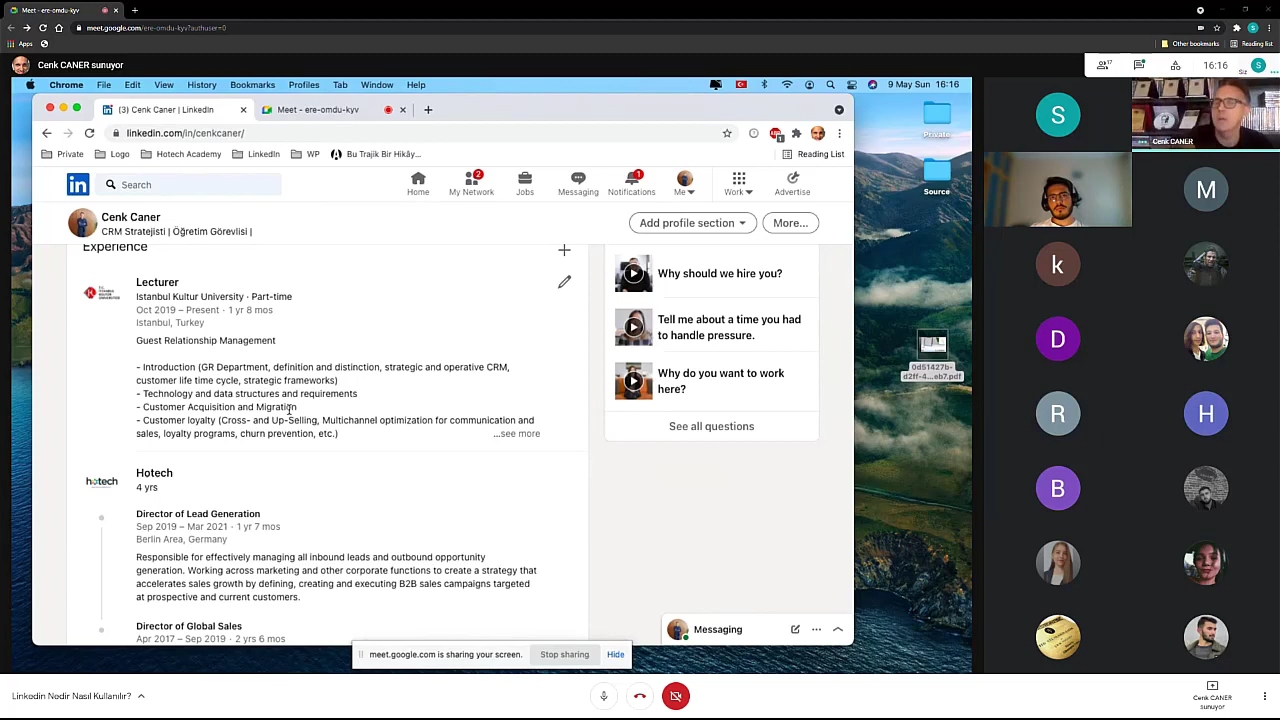 Meet - ere-omdu-kyv
meet.google.com/ere-omdu-kyv?authuser=0
Apps
Other bookmarks
Reading list
Cenk CANER sunuyor
17
16:16
Siz
S
Chrome File Edit View History Bookmarks Profiles Tab Window Help
9 May Sun 16:16
(3) Cenk Caner | LinkedIn
Meet - ere-omdu-kyv
linkedin.com/in/cenkcaner/
Private
Logo
Hotech Academy
LinkedIn
WP
Bu Trajik Bir Hikây...
Reading List
in
Search
Home
2
My Network
Jobs
Messaging
1
Notifications
Me
Work
Advertise
Cenk Caner
CRM Stratejisti | Öğretim Görevlisi |
Add profile section
More...
Experience
Lecturer
Istanbul Kultur University · Part-time
Oct 2019 – Present · 1 yr 8 mos
Istanbul, Turkey
Guest Relationship Management
- Introduction (GR Department, definition and distinction, strategic and operative CRM,
customer life time cycle, strategic frameworks)
- Technology and data structures and requirements
- Customer Acquisition and Migration
- Customer loyalty (Cross- and Up-Selling, Multichannel optimization for communication and
sales, loyalty programs, churn prevention, etc.)
...see more
hotech
Hotech
4 yrs
Director of Lead Generation
Sep 2019 – Mar 2021 · 1 yr 7 mos
Berlin Area, Germany
Responsible for effectively managing all inbound leads and outbound opportunity
generation. Working across marketing and other corporate functions to create a strategy that
accelerates sales growth by defining, creating and executing B2B sales campaigns targeted
at prospective and current customers.
Director of Global Sales
Apr 2017 – Sep 2019 · 2 yrs 6 mos
Why should we hire you?
Tell me about a time you had
to handle pressure.
Why do you want to work
here?
See all questions
Messaging
meet.google.com is sharing your screen.
Stop sharing
Hide
Private
Source
0d51427b-
d2ff-4...eb7.pdf
S
Cenk CANER
M
k
D
R
H
B
Linkedin Nedir Nasıl Kullanılır?
Cenk CANER
sunuyor